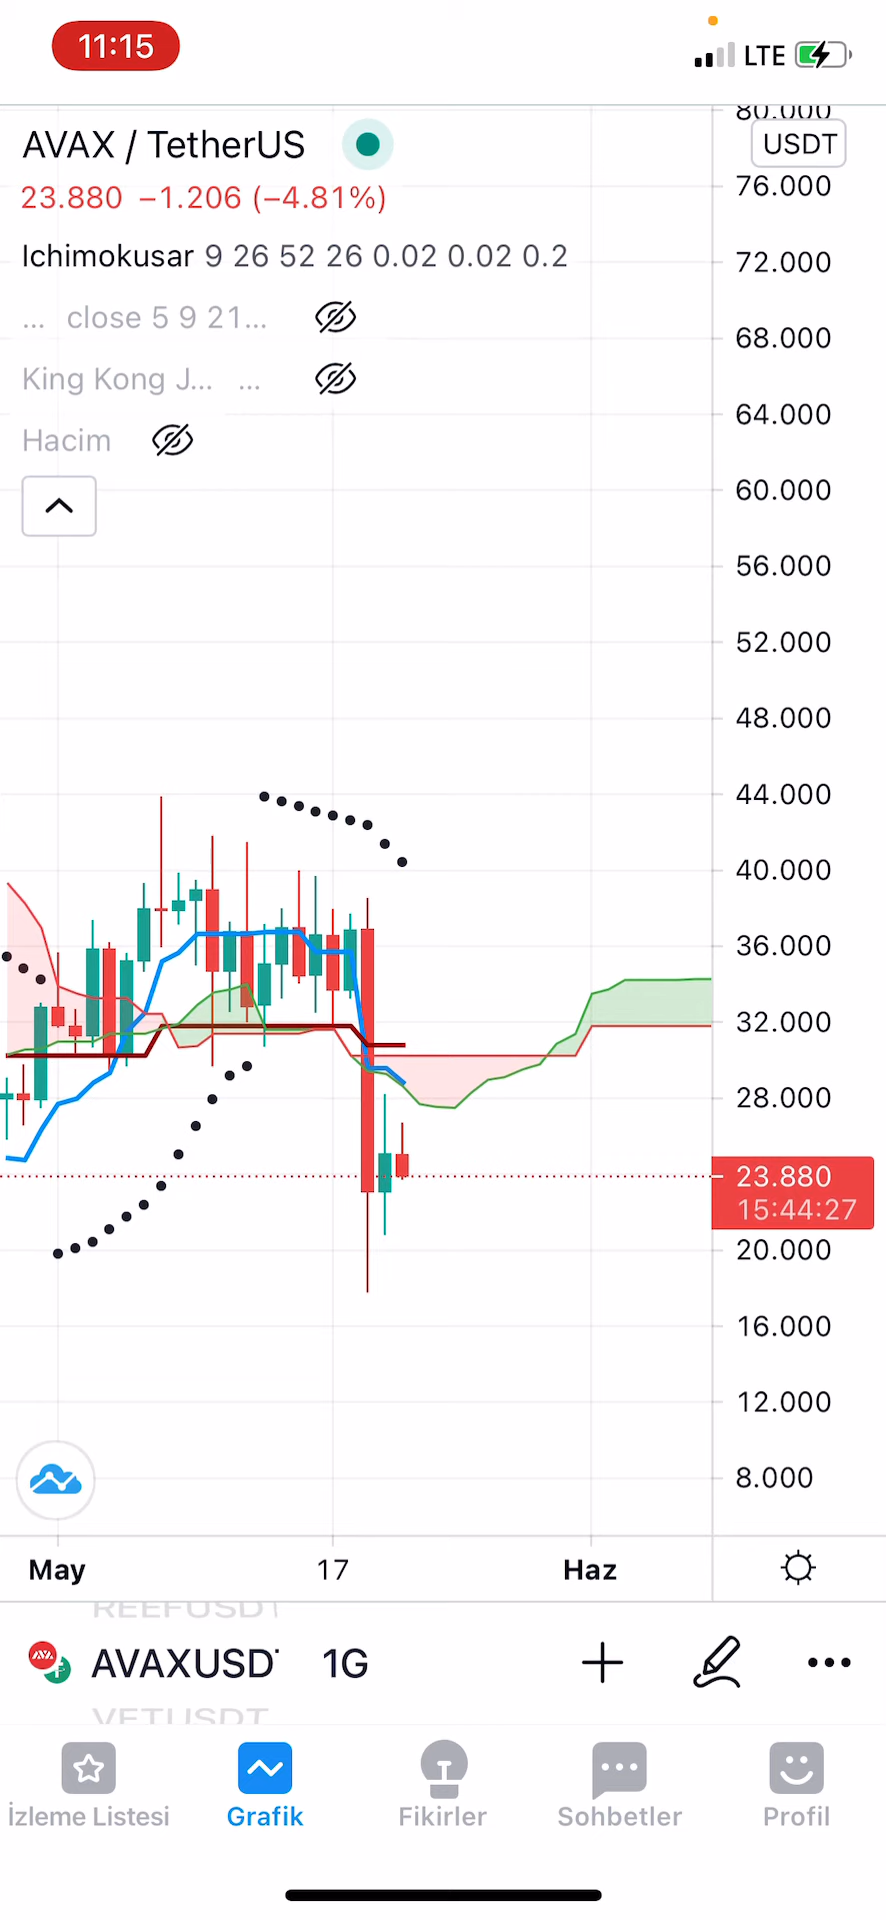 11:15
LTE
80.000
AVAX / TetherUS
USDT
23.880 −1.206 (−4.81%)
76.000
Ichimokusar 9 26 52 26 0.02 0.02 0.2
72.000
... close 5 9 21...
68.000
King Kong J... ...
64.000
Hacim
60.000
56.000
52.000
48.000
44.000
40.000
36.000
32.000
28.000
23.880
15:44:27
20.000
16.000
12.000
8.000
May 17 Haz
REEFUSDT
AVAXUSDT 1G
VETUSDT
İzleme Listesi Grafik Fikirler Sohbetler Profil